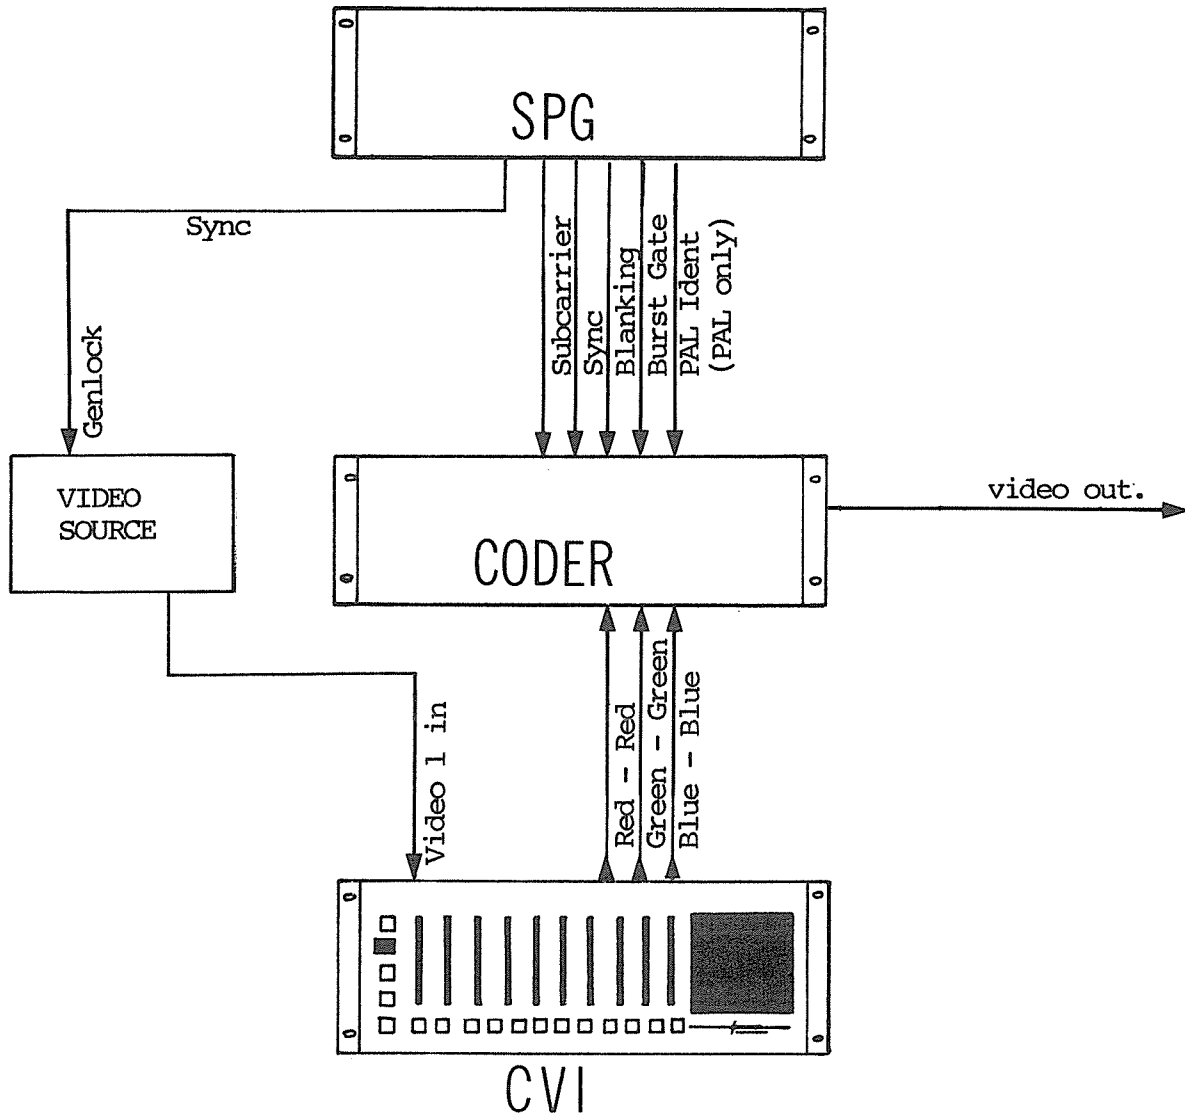 SPG
Sync
Genlock
Subcarrier
Sync
Blanking
Burst Gate
PAL Ident
(PAL only)
VIDEO
SOURCE
CODER
video out.
Video 1 in
Red - Red
Green - Green
Blue - Blue
CVI